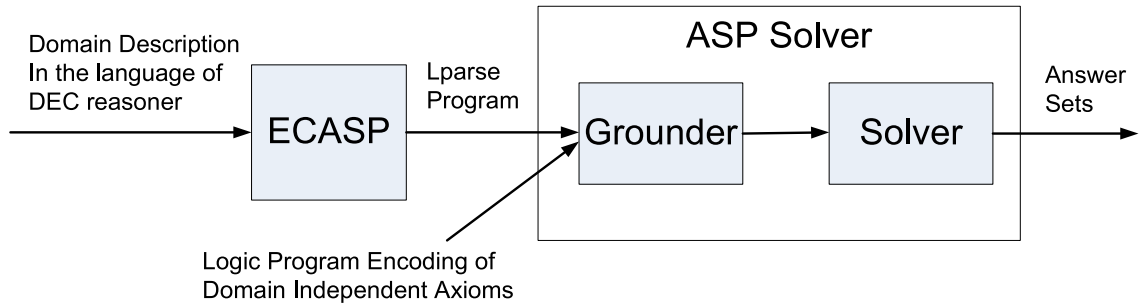 Domain Description
In the language of
DEC reasoner
ECASP
Lparse
Program
ASP Solver
Grounder
Solver
Answer
Sets
Logic Program Encoding of
Domain Independent Axioms